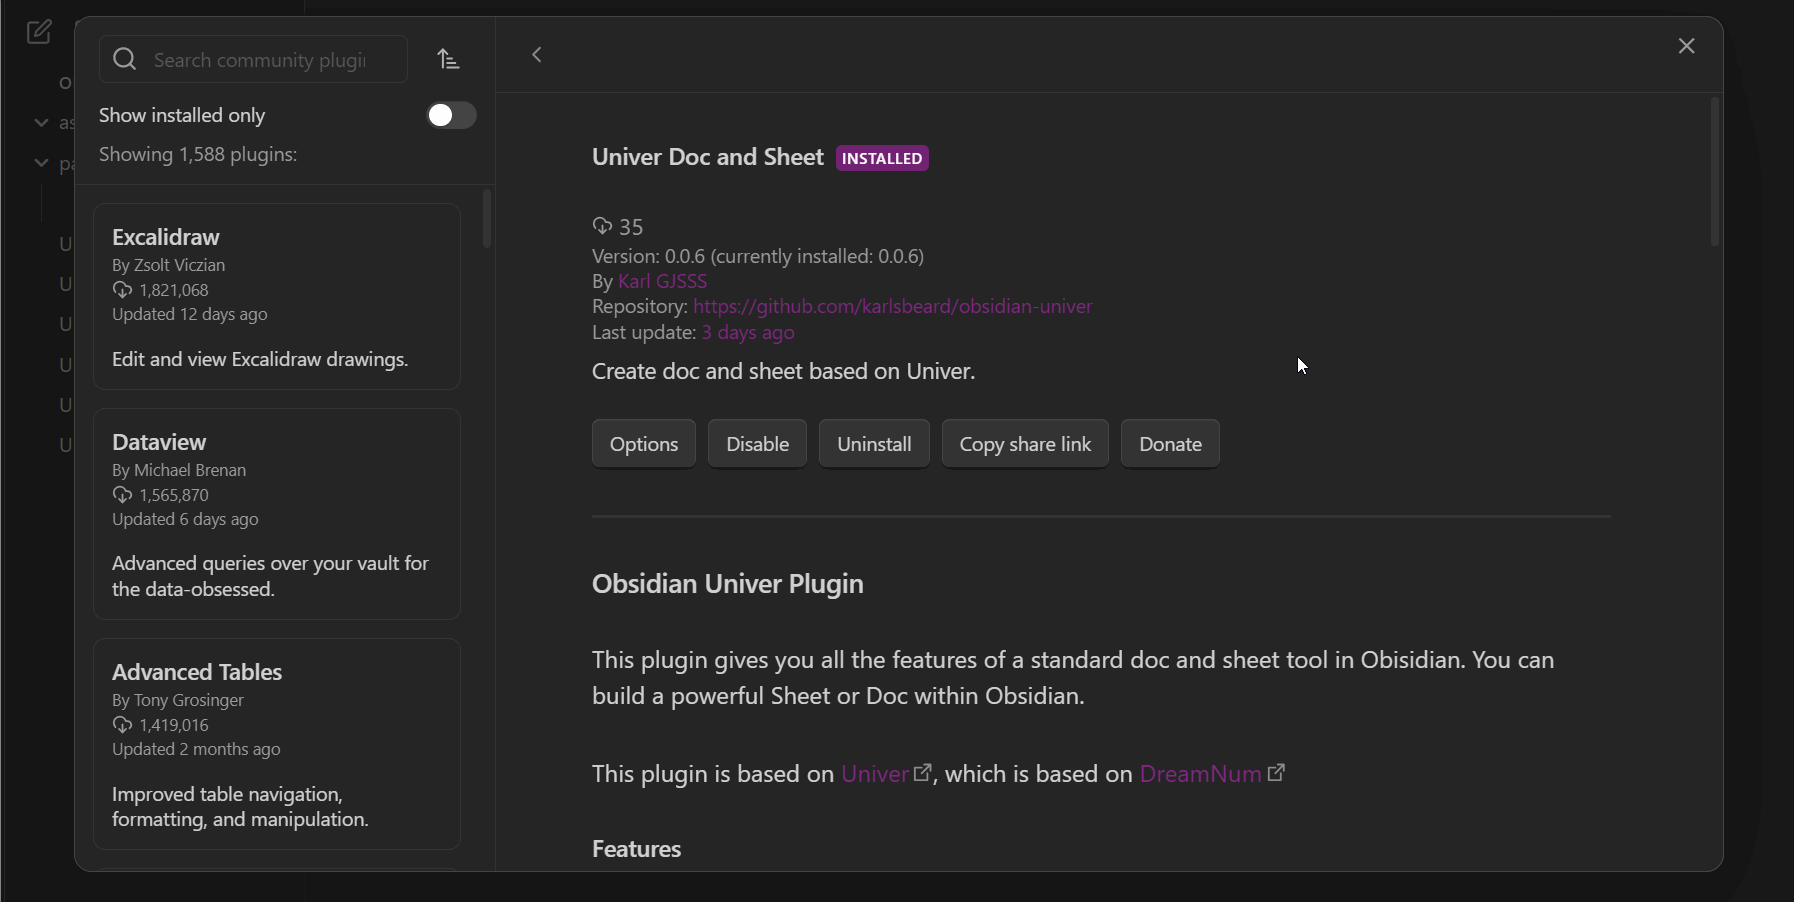 Search community plugi
Show installed only
Showing 1,588 plugins:
Excalidraw
By Zsolt Viczian
1,821,068
Updated 12 days ago
Edit and view Excalidraw drawings.
Dataview
By Michael Brenan
1,565,870
Updated 6 days ago
Advanced queries over your vault for
the data-obsessed.
Advanced Tables
By Tony Grosinger
1,419,016
Updated 2 months ago
Improved table navigation,
formatting, and manipulation.
Univer Doc and Sheet INSTALLED
35
Version: 0.0.6 (currently installed: 0.0.6)
By Karl GJSSS
Repository: https://github.com/karlsbeard/obsidian-univer
Last update: 3 days ago
Create doc and sheet based on Univer.
Options Disable Uninstall Copy share link Donate
Obsidian Univer Plugin
This plugin gives you all the features of a standard doc and sheet tool in Obisidian. You can
build a powerful Sheet or Doc within Obsidian.
This plugin is based on Univer, which is based on DreamNum
Features